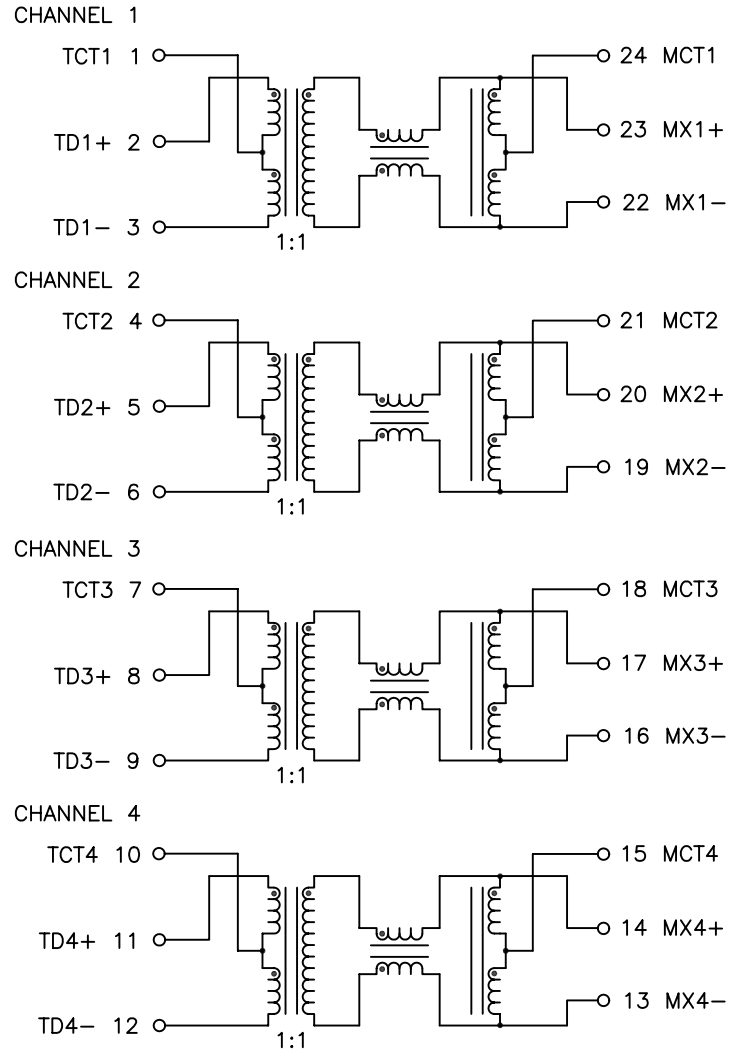 CHANNEL 1
TCT1 1 24 MCT1
TD1+ 2 23 MX1+
TD1− 3 22 MX1−
1:1
CHANNEL 2
TCT2 4 21 MCT2
TD2+ 5 20 MX2+
TD2− 6 19 MX2−
1:1
CHANNEL 3
TCT3 7 18 MCT3
TD3+ 8 17 MX3+
TD3− 9 16 MX3−
1:1
CHANNEL 4
TCT4 10 15 MCT4
TD4+ 11 14 MX4+
TD4− 12 13 MX4−
1:1